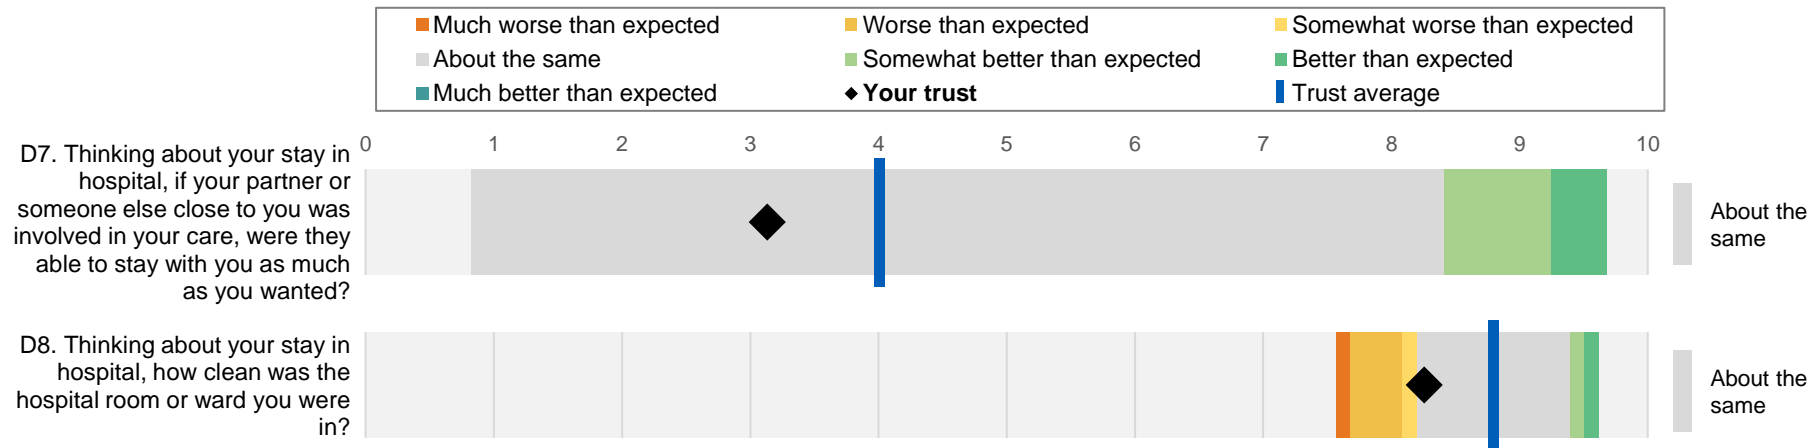 Much worse than expected
Worse than expected
Somewhat worse than expected
About the same
Somewhat better than expected
Better than expected
Much better than expected
Your trust
Trust average
0 1 2 3 4 5 6 7 8 9 10
D7. Thinking about your stay in
hospital, if your partner or
someone else close to you was
involved in your care, were they
able to stay with you as much
as you wanted?
About the
same
D8. Thinking about your stay in
hospital, how clean was the
hospital room or ward you were
in?
About the
same